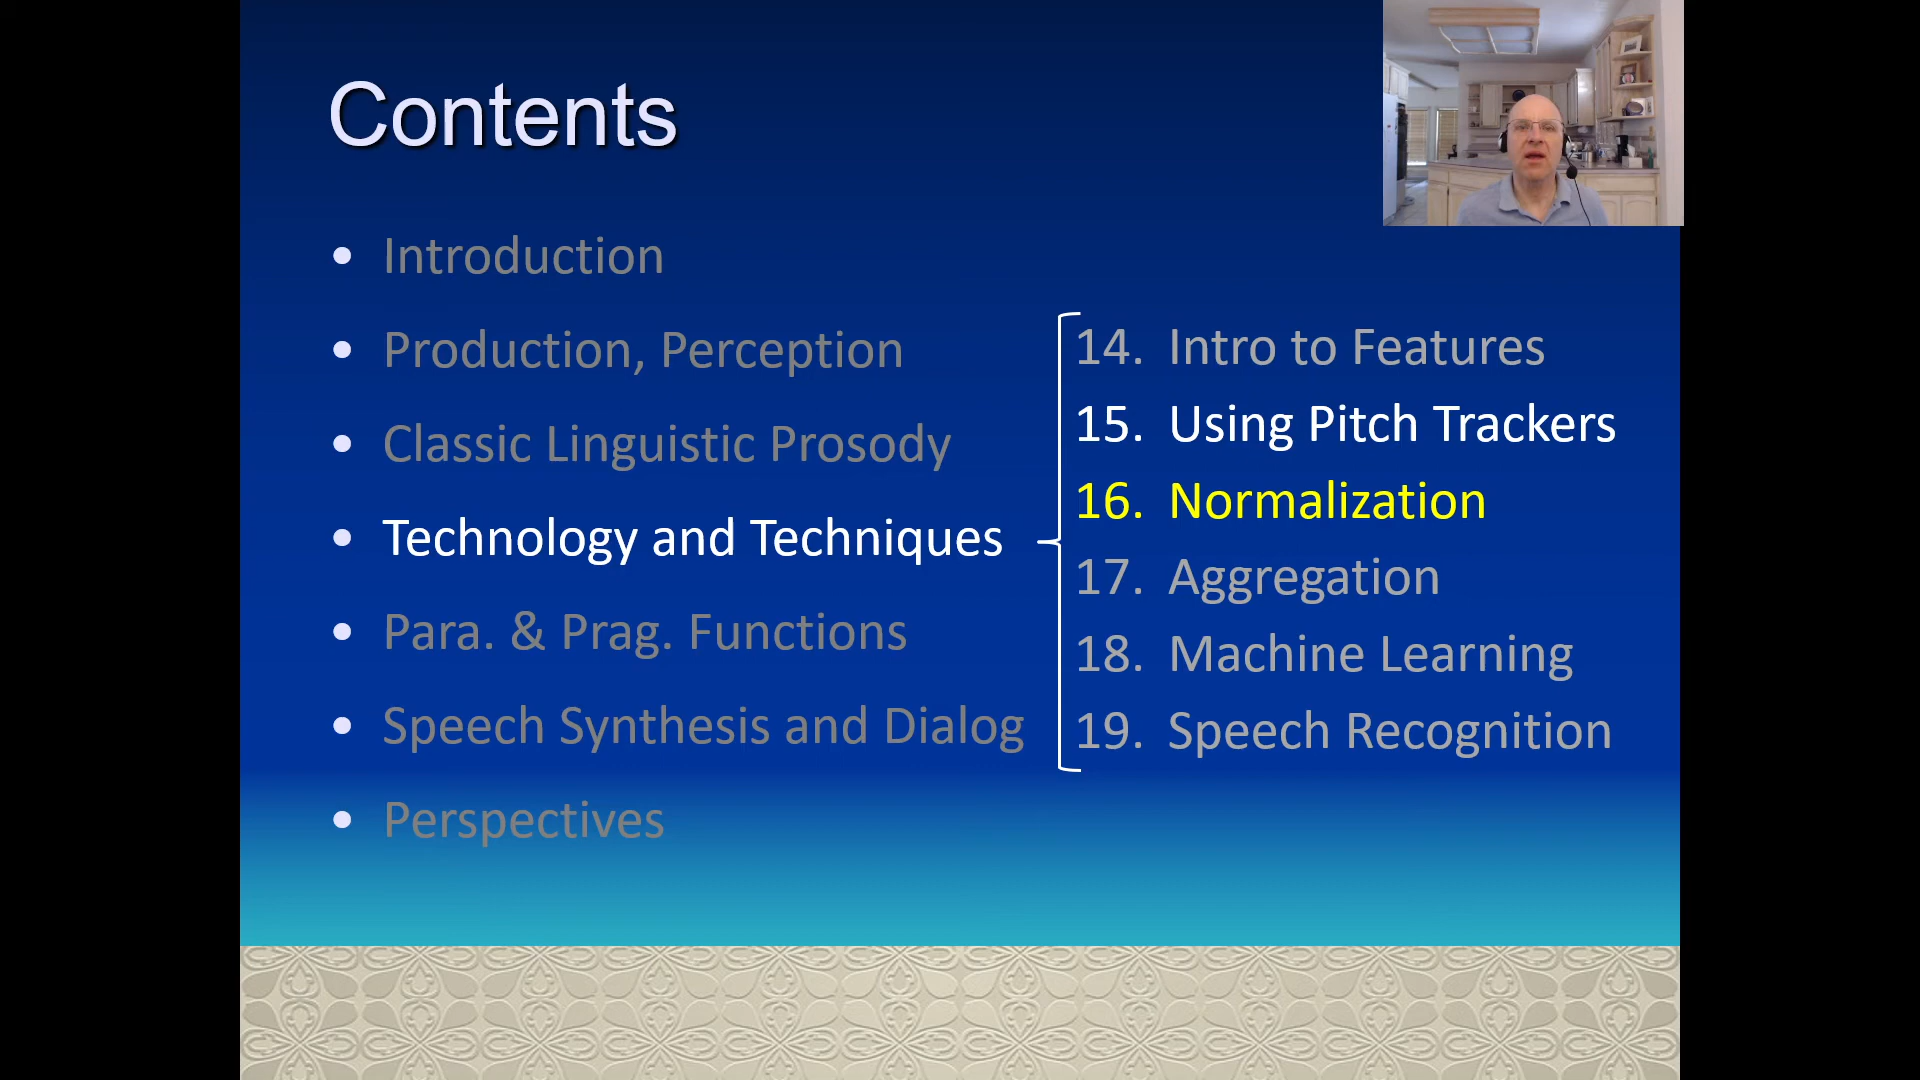 Contents
• Introduction
• Production, Perception
• Classic Linguistic Prosody
• Technology and Techniques
• Para. & Prag. Functions
• Speech Synthesis and Dialog
• Perspectives
14. Intro to Features
15. Using Pitch Trackers
16. Normalization
17. Aggregation
18. Machine Learning
19. Speech Recognition